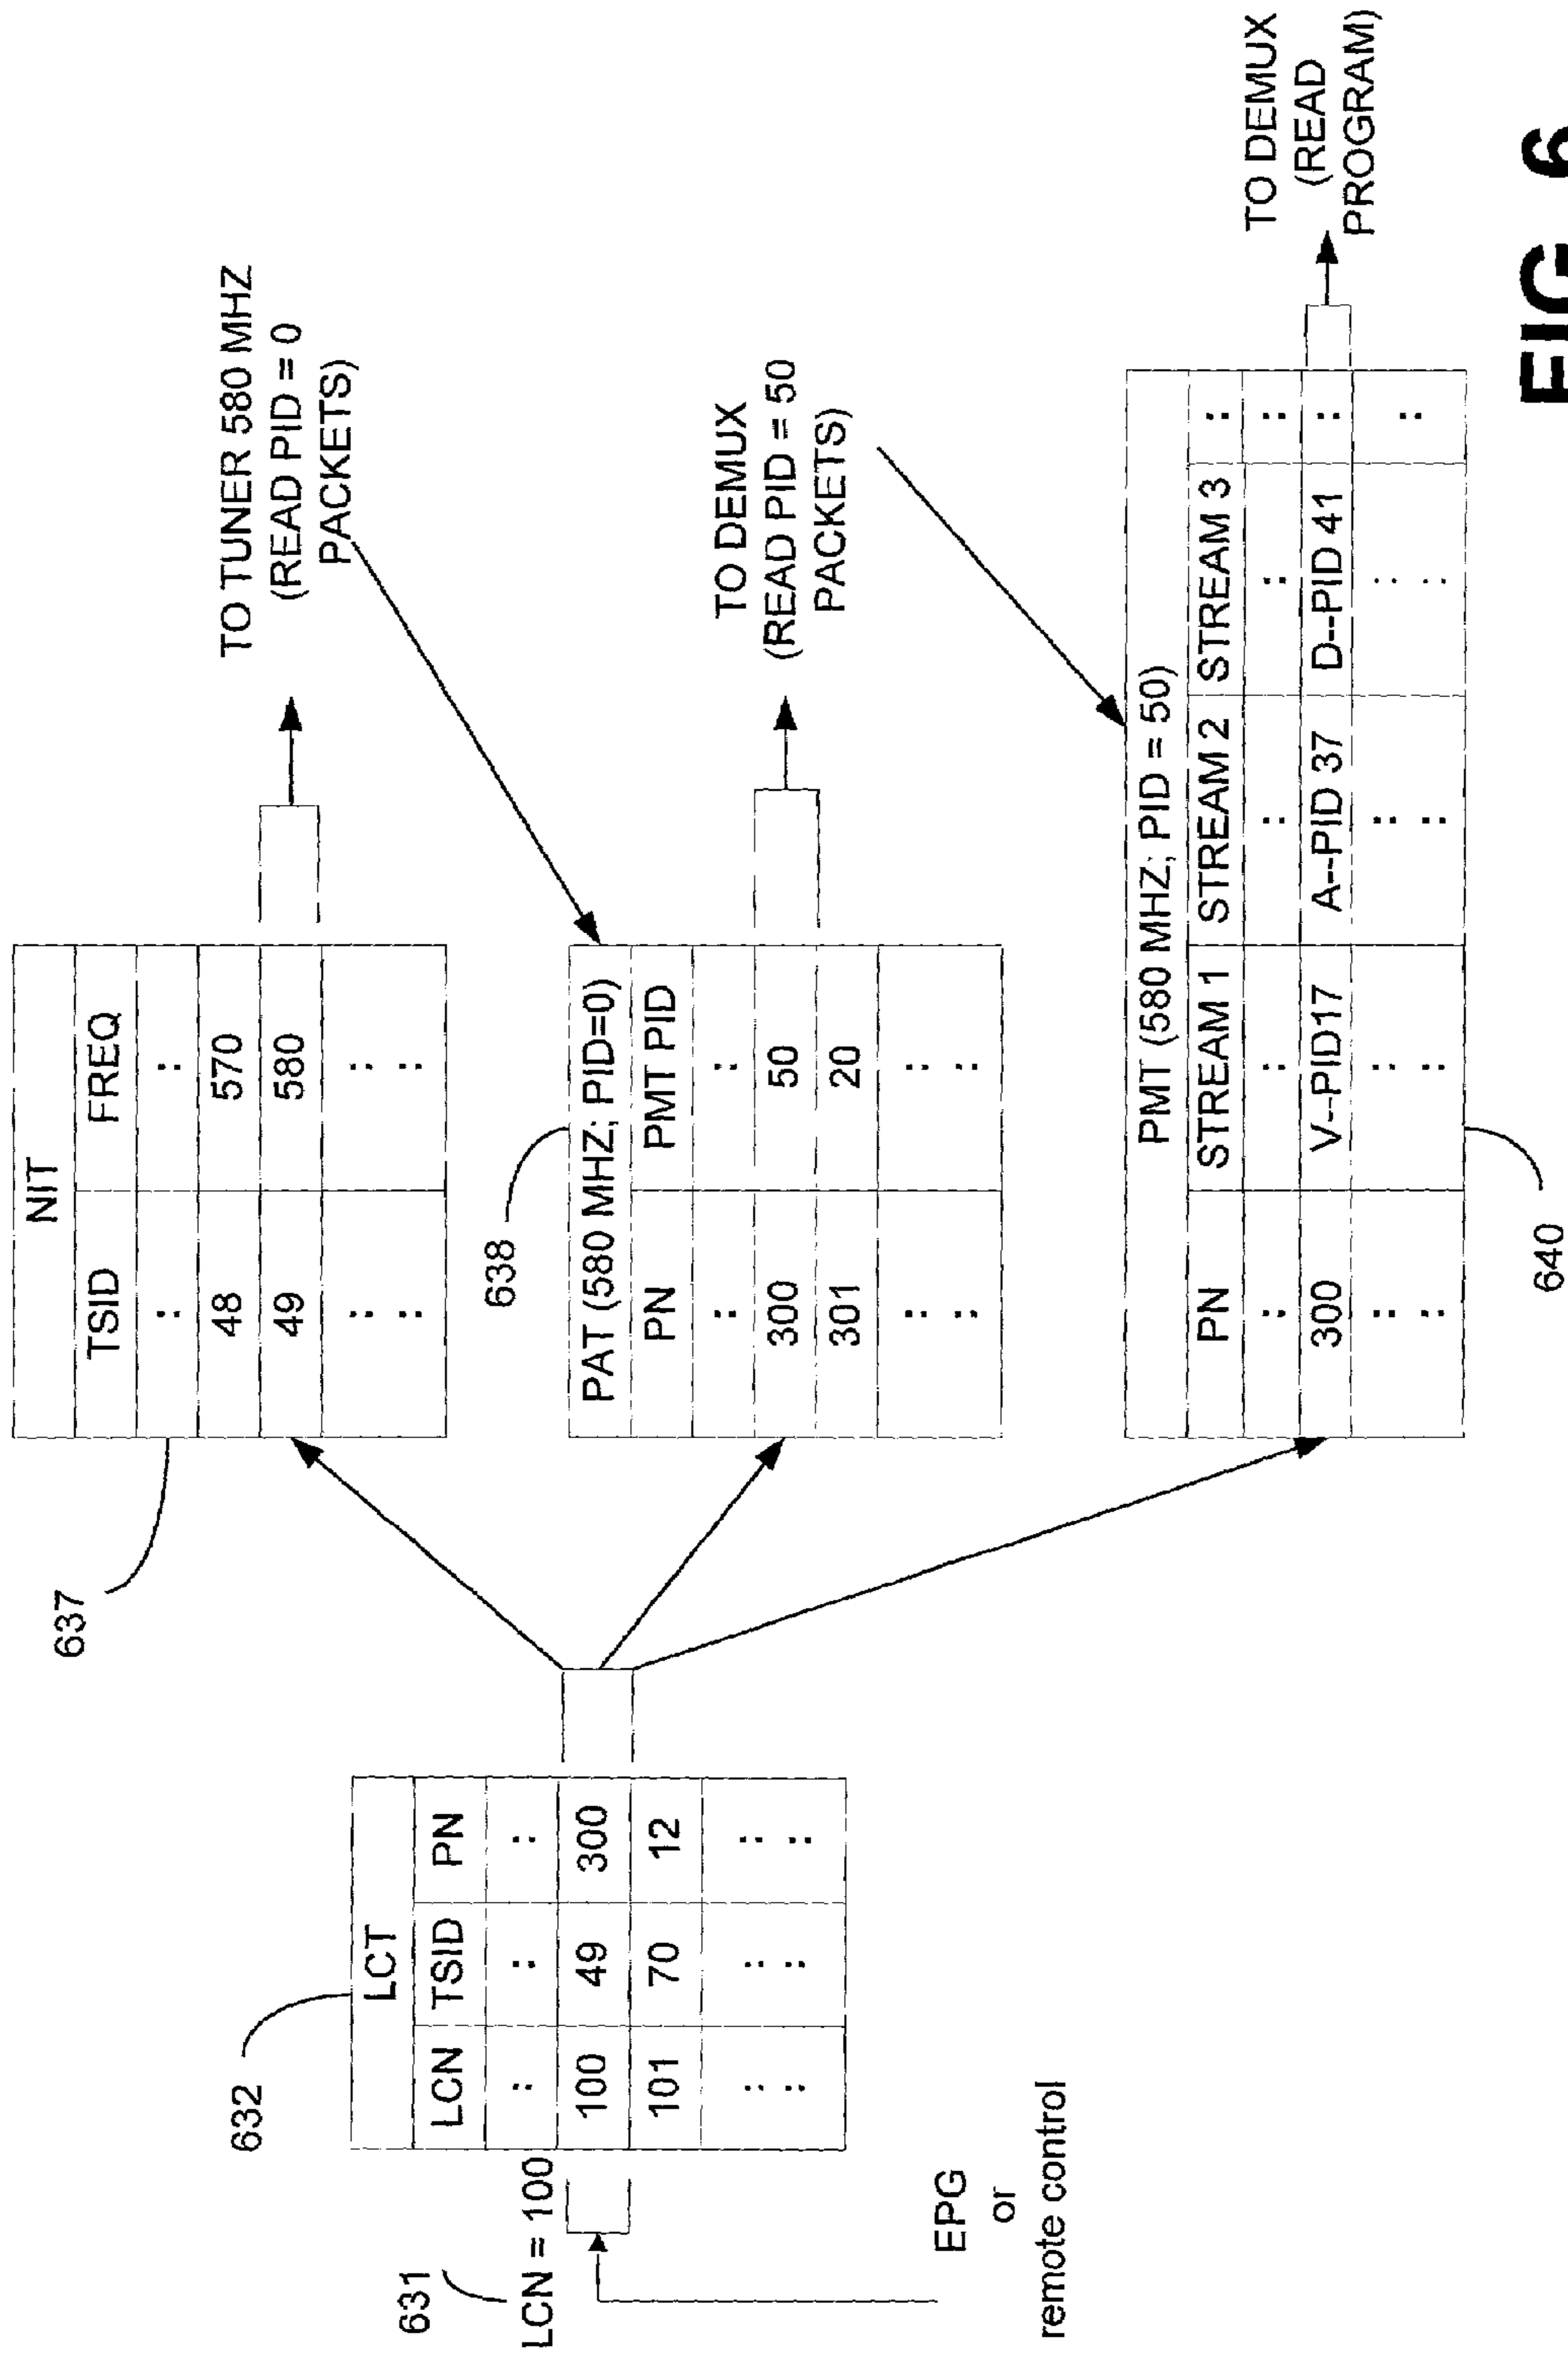 631
LCN = 100
EPG
or
remote control
632
LCT
LCN TSID PN
:: :: ::
100 49 300
101 70 12
:: :: ::
:: :: ::
637
NIT
TSID FREQ
:: ::
48 570
49 580
:: ::
:: ::
TO TUNER 580 MHZ
(READ PID = 0
PACKETS)
638
PAT (580 MHZ; PID=0)
PN PMT PID
:: ::
300 50
301 20
:: ::
:: ::
TO DEMUX
(READ PID = 50
PACKETS)
PMT (580 MHZ; PID = 50)
PN STREAM 1 STREAM 2 STREAM 3 ::
:: :: :: :: ::
300 V--PID17 A--PID 37 D--PID 41 ::
:: :: :: :: ::
:: :: :: ::
640
TO DEMUX
(READ
PROGRAM)
FIG. 6